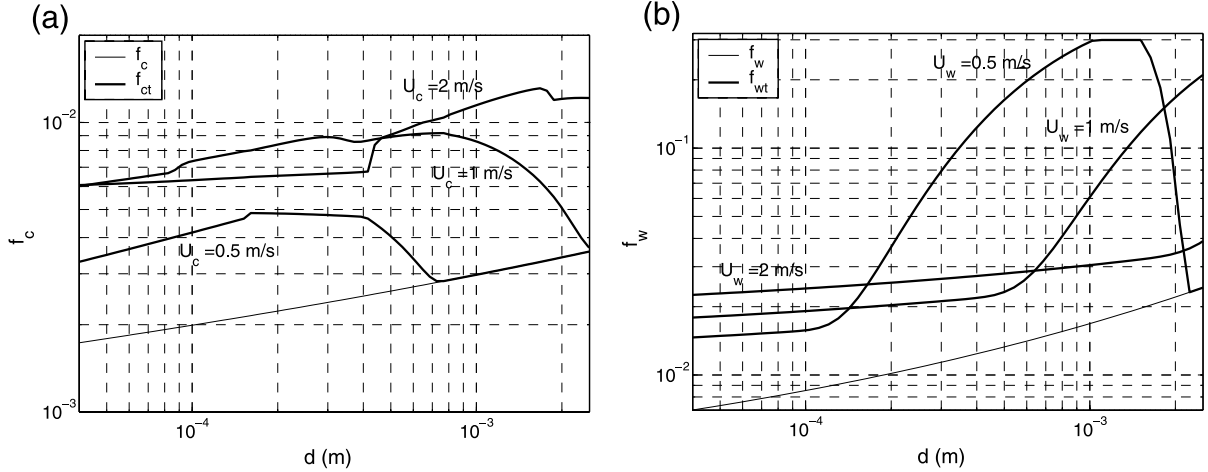 (a)
f_c
f_ct
U_c = 2 m/s
U_c =1 m/s
U_c =0.5 m/s
10^-2
10^-3
f_c
10^-4
10^-3
d (m)
(b)
f_w
f_wt
U_w =0.5 m/s
U_w =1 m/s
U_w =2 m/s
10^-1
10^-2
f_w
10^-4
10^-3
d (m)